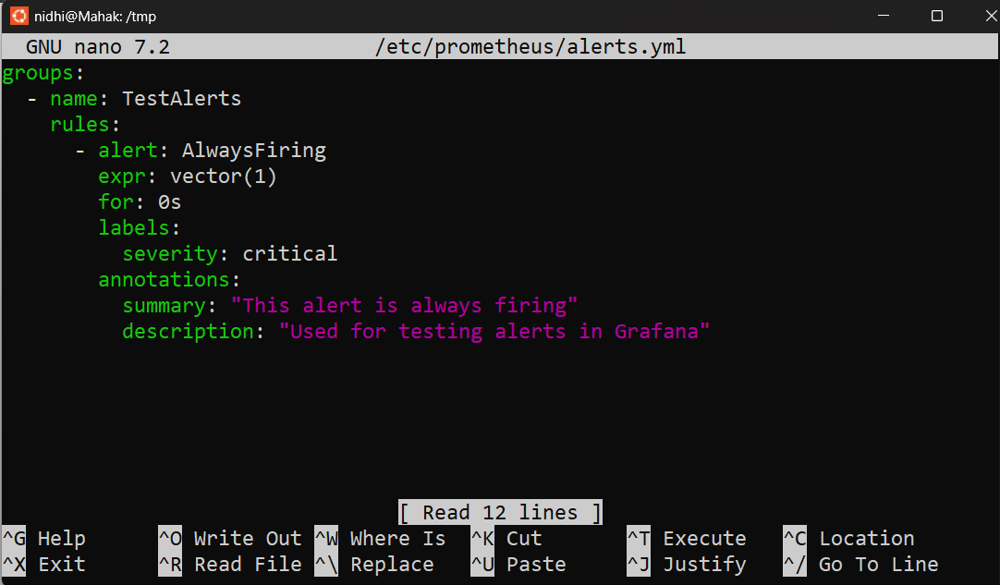 nidhi@Mahak: /tmp
GNU nano 7.2 /etc/prometheus/alerts.yml
groups:
  - name: TestAlerts
    rules:
      - alert: AlwaysFiring
        expr: vector(1)
        for: 0s
        labels:
          severity: critical
        annotations:
          summary: "This alert is always firing"
          description: "Used for testing alerts in Grafana"
[ Read 12 lines ]
^G Help ^O Write Out ^W Where Is ^K Cut ^T Execute ^C Location
^X Exit ^R Read File ^\ Replace ^U Paste ^J Justify ^/ Go To Line